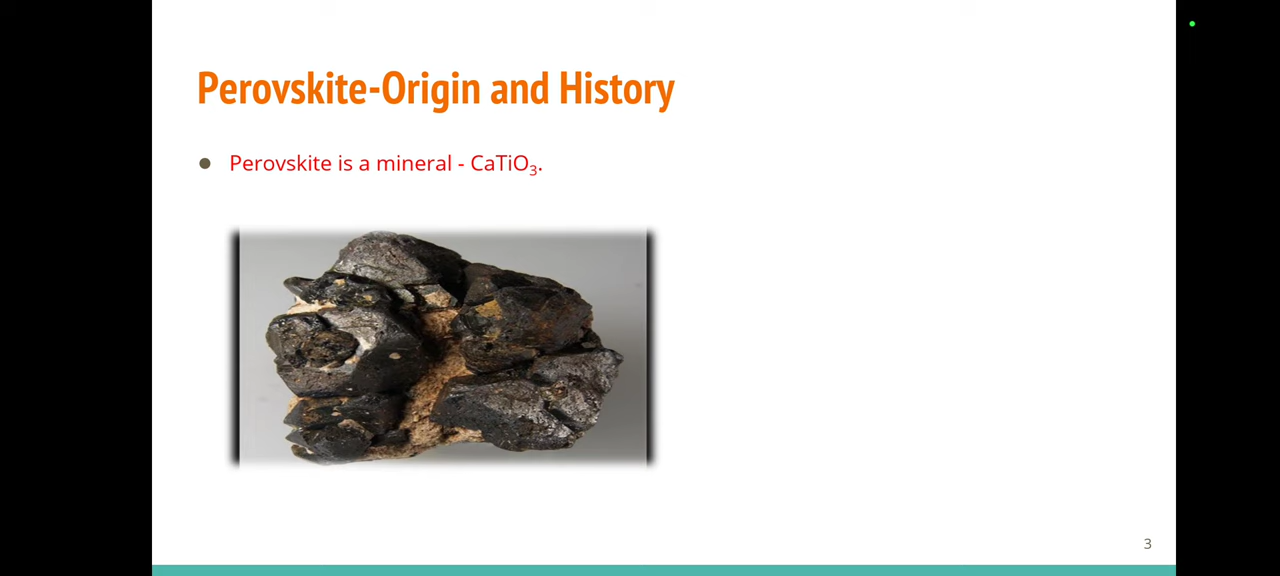 Perovskite-Origin and History
● Perovskite is a mineral - CaTiO₃.
3